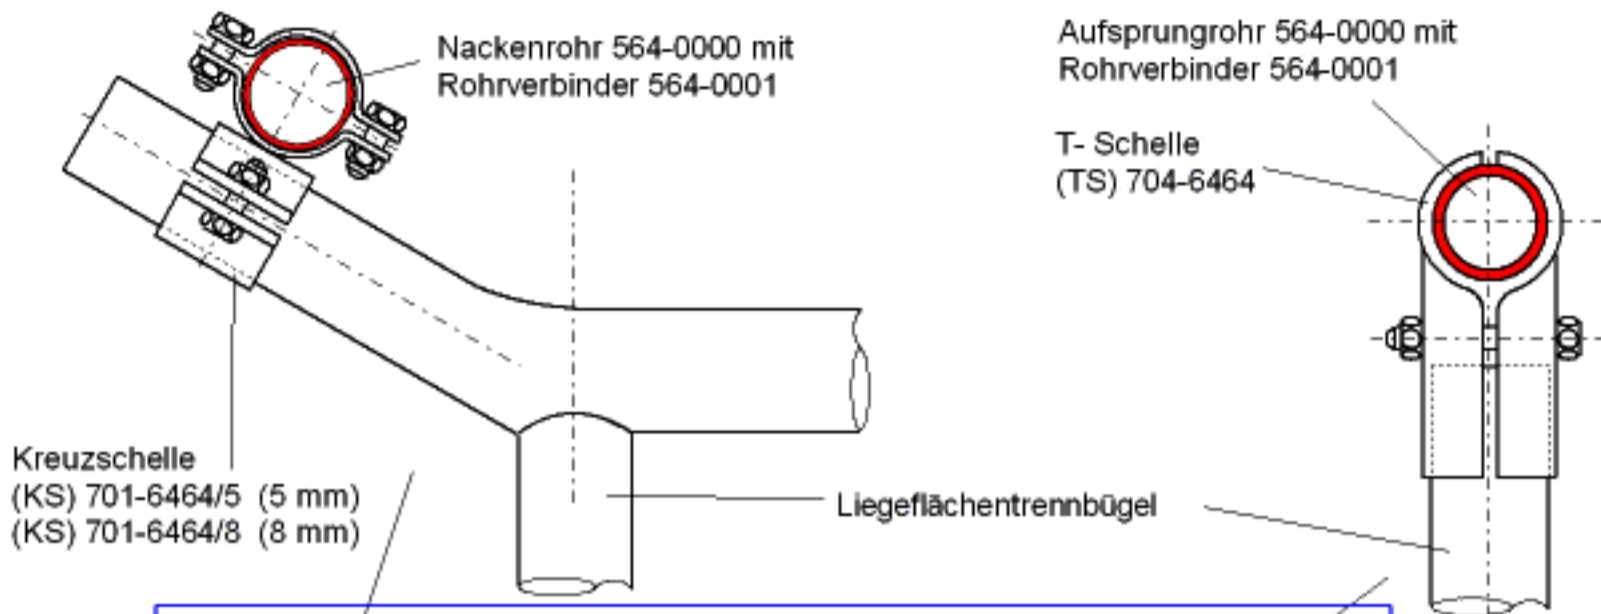 Nackenrohr 564-0000 mit
Rohrverbinder 564-0001
Aufsprungrohr 564-0000 mit
Rohrverbinder 564-0001
T- Schelle
(TS) 704-6464
Kreuzschelle
(KS) 701-6464/5 (5 mm)
(KS) 701-6464/8 (8 mm)
Liegeflächentrennbügel